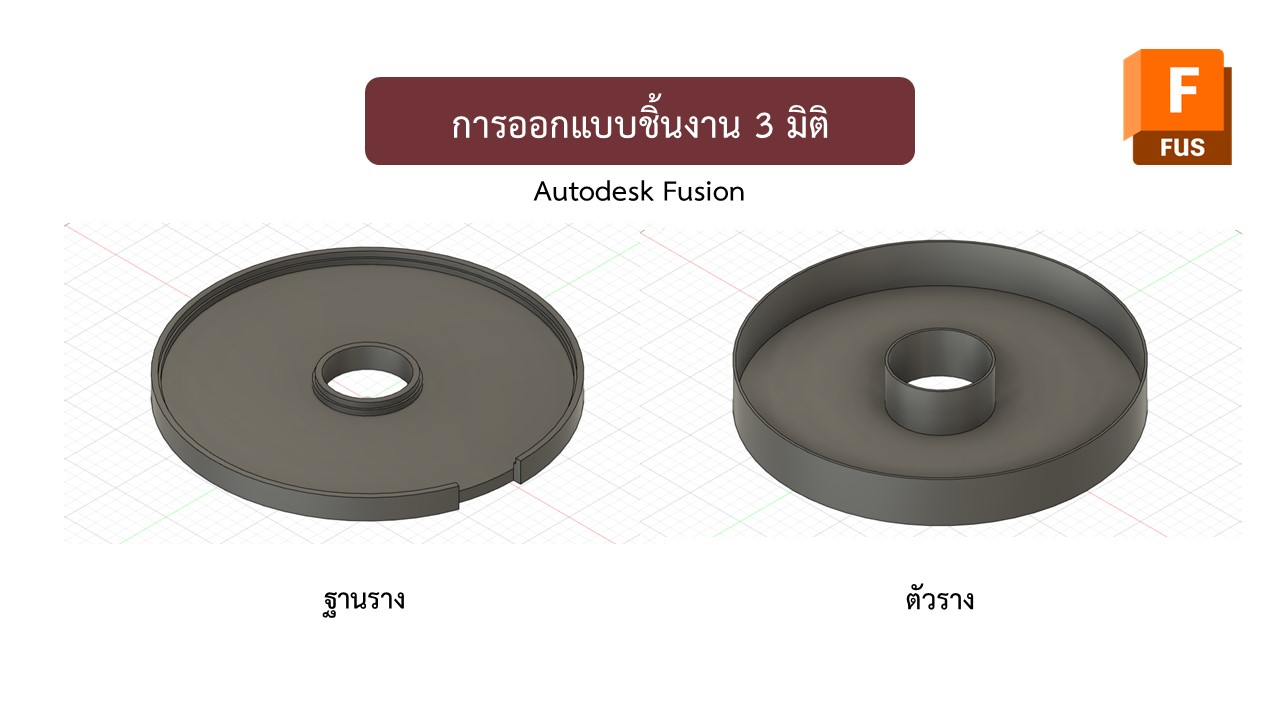 การออกแบบชิ้นงาน 3 มิติ
F
FUS
Autodesk Fusion
ฐานราง
ตัวราง